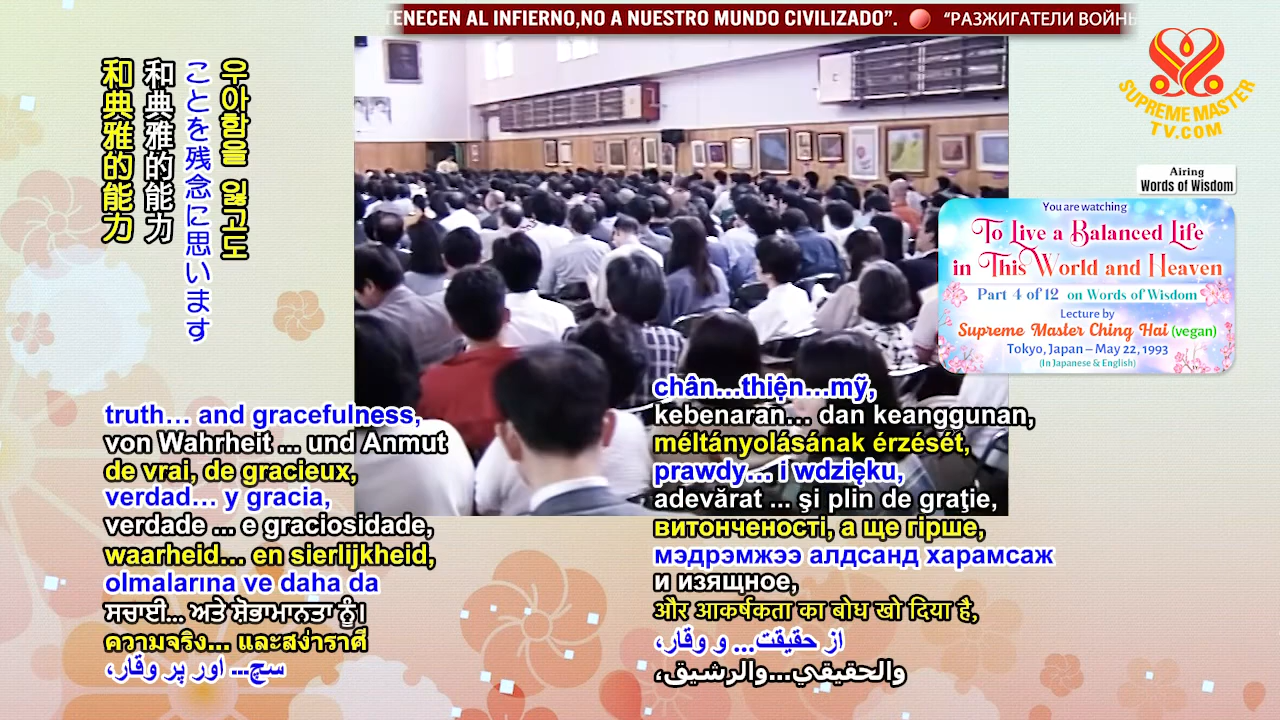 TENECEN AL INFIERNO,NO A NUESTRO MUNDO CIVILIZADO”. “РАЗЖИГАТЕЛИ ВОЙНЫ
SUPREME MASTER
TV.COM
Airing
Words of Wisdom
You are watching
To Live a Balanced Life
in This World and Heaven
Part 4 of 12 on Words of Wisdom
Lecture by
Supreme Master Ching Hai (vegan)
Tokyo, Japan – May 22, 1993
(In Japanese & English)
우아함을 잃고도
ことを残念に思います
和典雅的能力
和典雅的能力
truth… and gracefulness,
von Wahrheit ... und Anmut
de vrai, de gracieux,
verdad… y gracia,
verdade ... e graciosidade,
waarheid… en sierlijkheid,
olmalarına ve daha da
ਸਚਾਈ... ਅਤੇ ਸ਼ੋਭਾਮਾਨਤਾ ਨੂੰ।
ความจริง... และสง่าราศี
سچ... اور پر وقار،
chân…thiện…mỹ,
kebenaran… dan keanggunan,
méltányolásának érzését,
prawdy… i wdzięku,
adevărat ... şi plin de graţie,
витонченості, а ще гірше,
мэдрэмжээ алдсанд харамсаж
и изящное,
और आकर्षकता का बोध खो दिया है,
از حقیقت... و وقار،
والحقيقي...والرشيق،